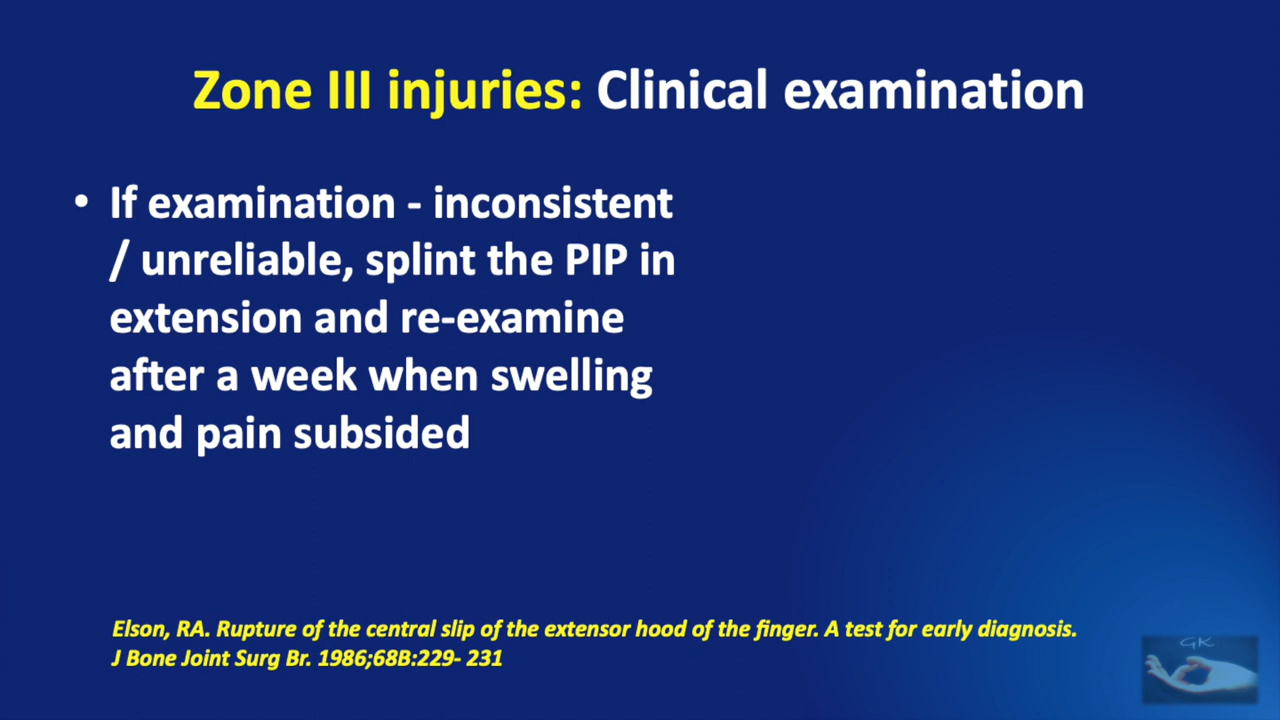 Zone III injuries: Clinical examination
• If examination - inconsistent
/ unreliable, splint the PIP in
extension and re-examine
after a week when swelling
and pain subsided
Elson, RA. Rupture of the central slip of the extensor hood of the finger. A test for early diagnosis.
J Bone Joint Surg Br. 1986;68B:229- 231
GK